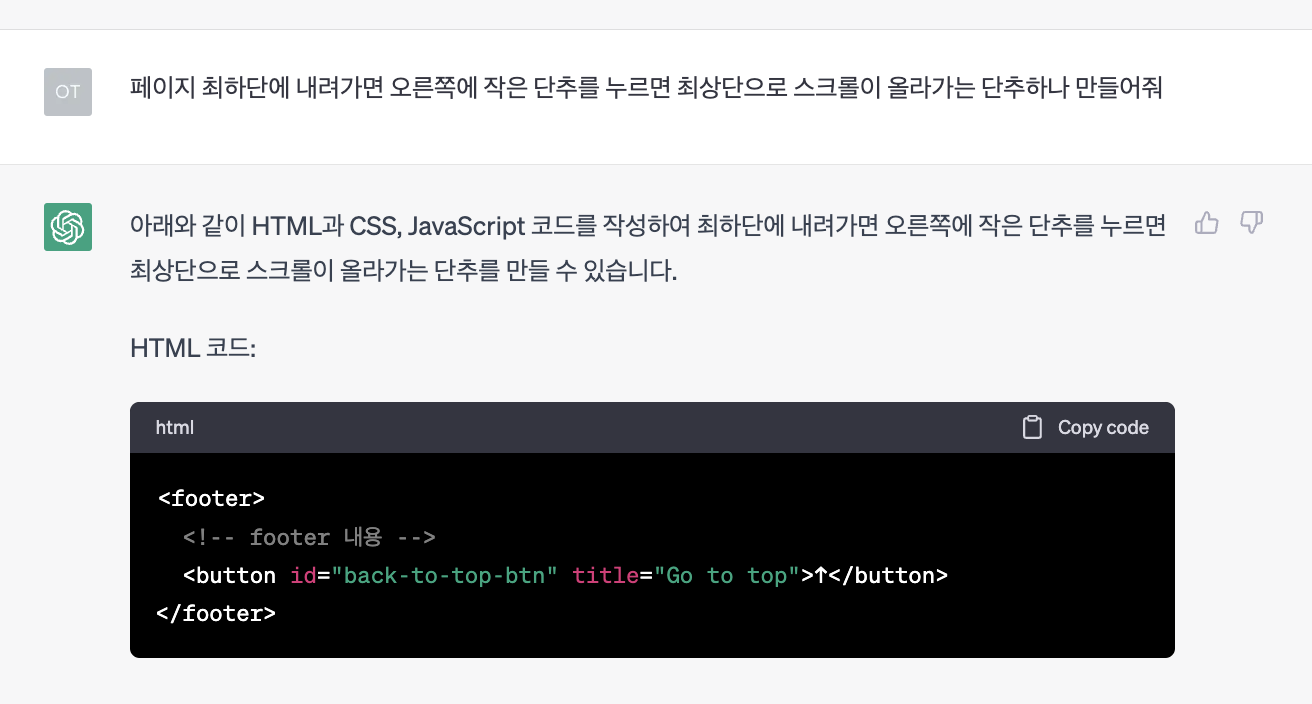 OT
페이지 최하단에 내려가면 오른쪽에 작은 단추를 누르면 최상단으로 스크롤이 올라가는 단추하나 만들어줘
아래와 같이 HTML과 CSS, JavaScript 코드를 작성하여 최하단에 내려가면 오른쪽에 작은 단추를 누르면
최상단으로 스크롤이 올라가는 단추를 만들 수 있습니다.
HTML 코드:
html Copy code
<footer>
  <!-- footer 내용 -->
  <button id="back-to-top-btn" title="Go to top">↑</button>
</footer>